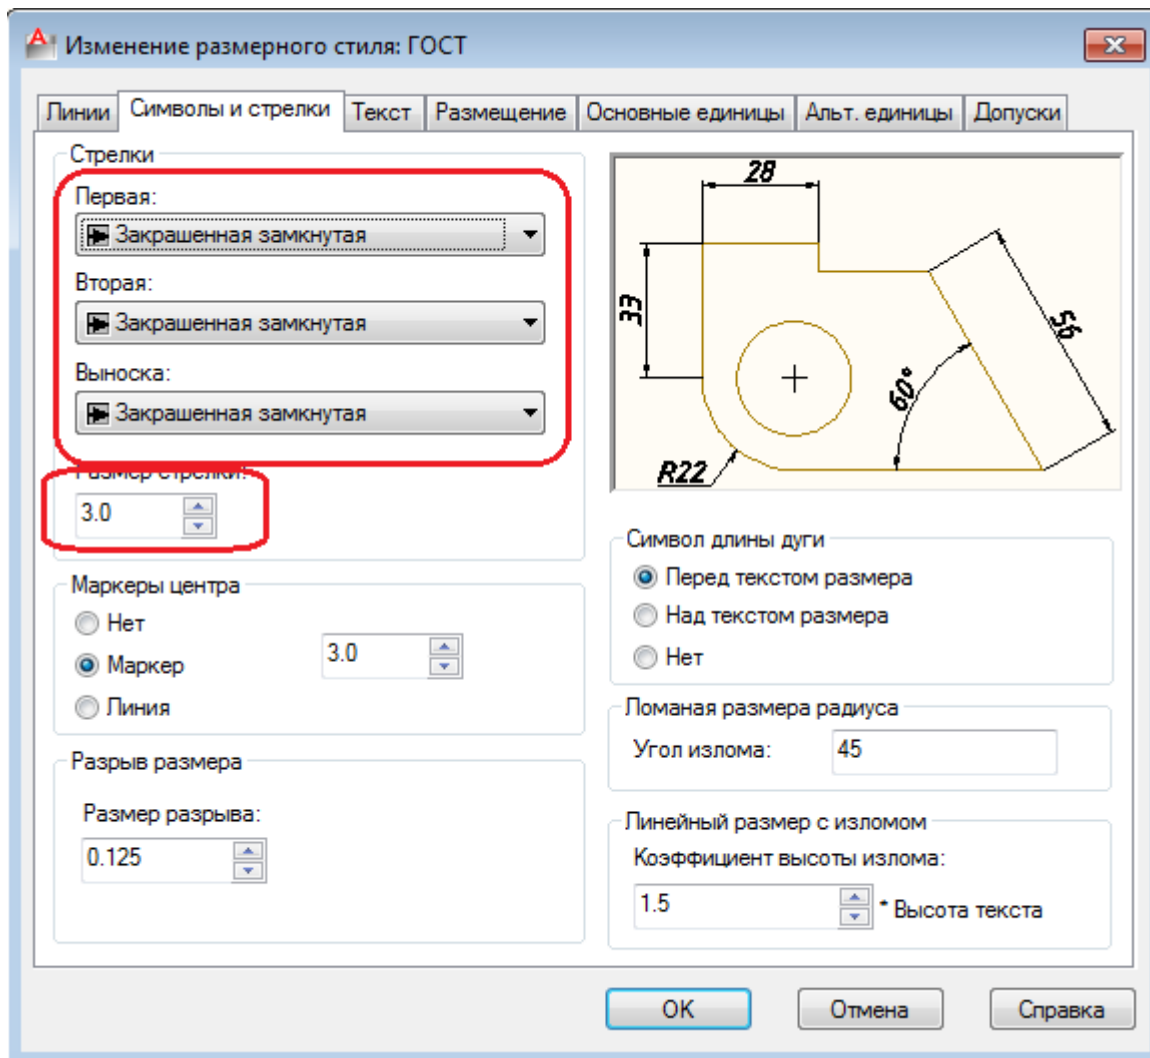 Изменение размерного стиля: ГОСТ
Линии Символы и стрелки Текст Размещение Основные единицы Альт. единицы Допуски
Стрелки
Первая:
Закрашенная замкнутая
Вторая:
Закрашенная замкнутая
Выноска:
Закрашенная замкнутая
Размер стрелки:
3.0
Маркеры центра
Нет
Маркер
3.0
Линия
Разрыв размера
Размер разрыва:
0.125
28
33
56
60°
R22
Символ длины дуги
Перед текстом размера
Над текстом размера
Нет
Ломаная размера радиуса
Угол излома: 45
Линейный размер с изломом
Коэффициент высоты излома:
1.5 * Высота текста
OK Отмена Справка